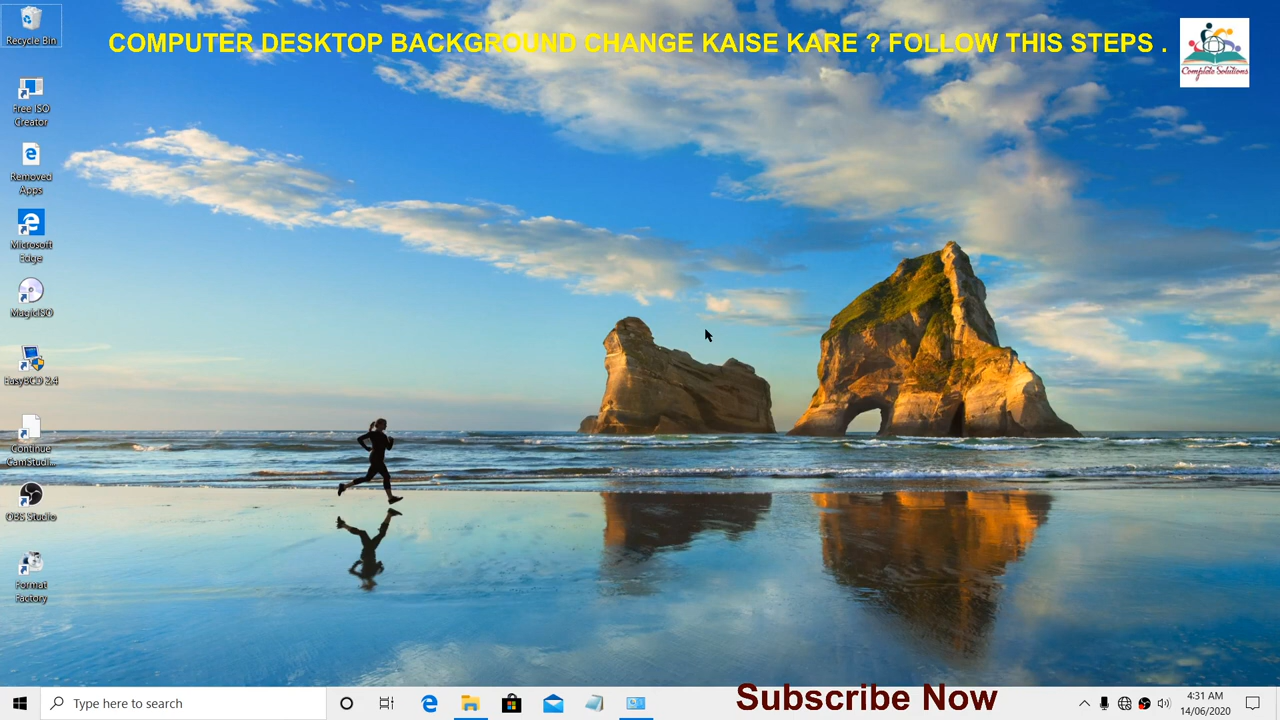 COMPUTER DESKTOP BACKGROUND CHANGE KAISE KARE ? FOLLOW THIS STEPS .
Complete Solutions
Recycle Bin
Free ISO
Creator
Removed
Apps
Microsoft
Edge
MagicISO
EasyBCD 2.4
Continue
CamStudi...
OBS Studio
Format
Factory
Type here to search
Subscribe Now
4:31 AM
14/06/2020